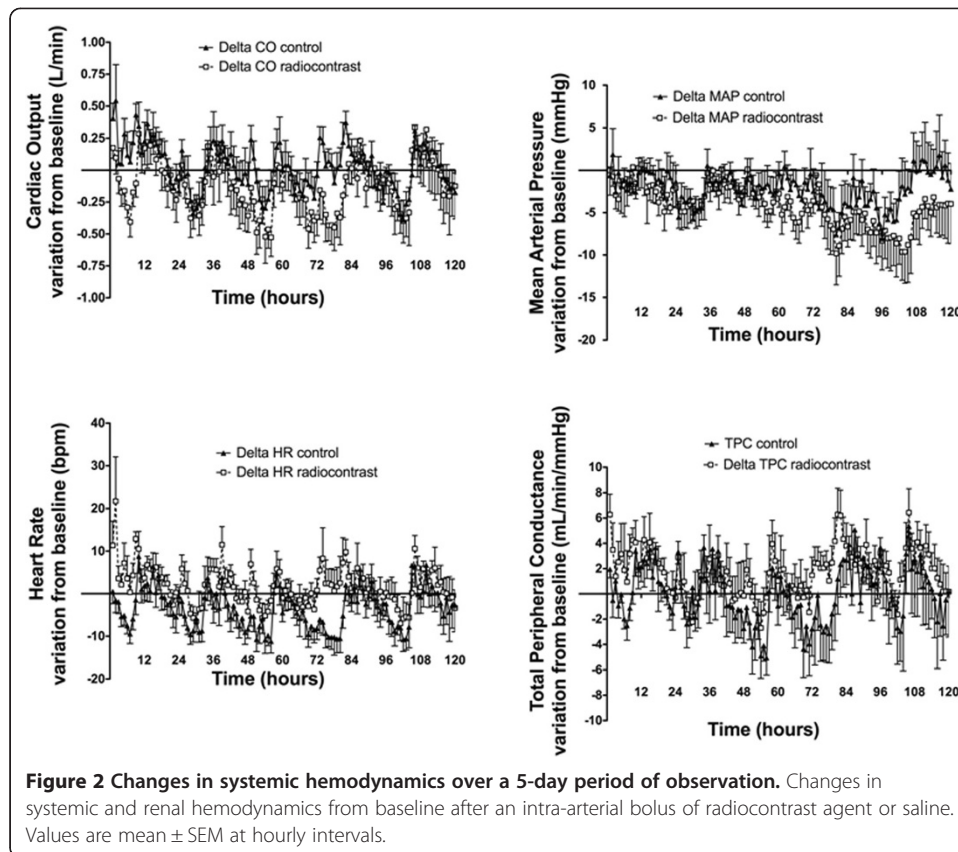 Delta CO control
Delta CO radiocontrast
Cardiac Output
variation from baseline (L/min)
1.00
0.75
0.50
0.25
0.00
-0.25
-0.50
-0.75
-1.00
12 24 36 48 60 72 84 96 108 120
Time (hours)
Delta MAP control
Delta MAP radiocontrast
Mean Arterial Pressure
variation from baseline (mmHg)
10
5
0
-5
-10
-15
-20
12 24 36 48 60 72 84 96 108 120
Time (hours)
Delta HR control
Delta HR radiocontrast
Heart Rate
variation from baseline (bpm)
40
30
20
10
0
-10
-20
12 24 36 48 60 72 84 96 108 120
Time (hours)
TPC control
Delta TPC radiocontrast
Total Peripheral Conductance
variation from baseline (mL/min/mmHg)
10
8
6
4
2
0
-2
-4
-6
-8
-10
12 24 36 48 60 72 84 96 108 120
Time (hours)
Figure 2 Changes in systemic hemodynamics over a 5-day period of observation. Changes in
systemic and renal hemodynamics from baseline after an intra-arterial bolus of radiocontrast agent or saline.
Values are mean ± SEM at hourly intervals.